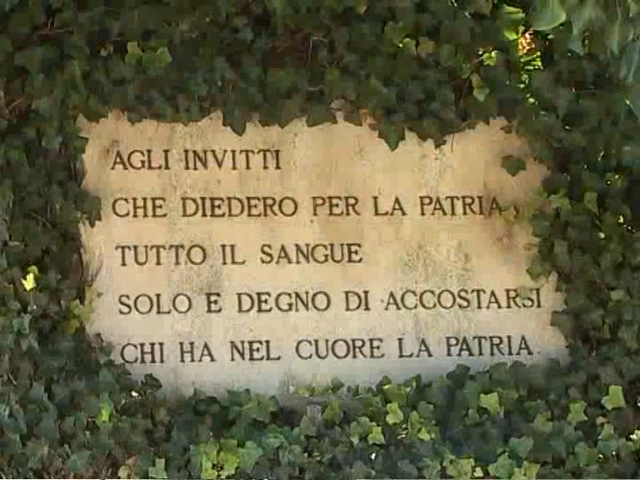 AGLI INVITTI
CHE DIEDERO PER LA PATRIA
TUTTO IL SANGUE
SOLO E DEGNO DI ACCOSTARSI
CHI HA NEL CUORE LA PATRIA